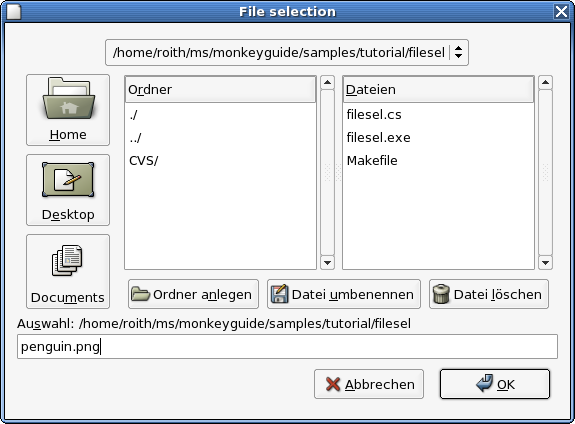 File selection
/home/roith/ms/monkeyguide/samples/tutorial/filesel
Home
Desktop
Documents
Ordner
./
../
CVS/
Dateien
filesel.cs
filesel.exe
Makefile
Ordner anlegen
Datei umbenennen
Datei löschen
Auswahl: /home/roith/ms/monkeyguide/samples/tutorial/filesel
penguin.png
Abbrechen
OK